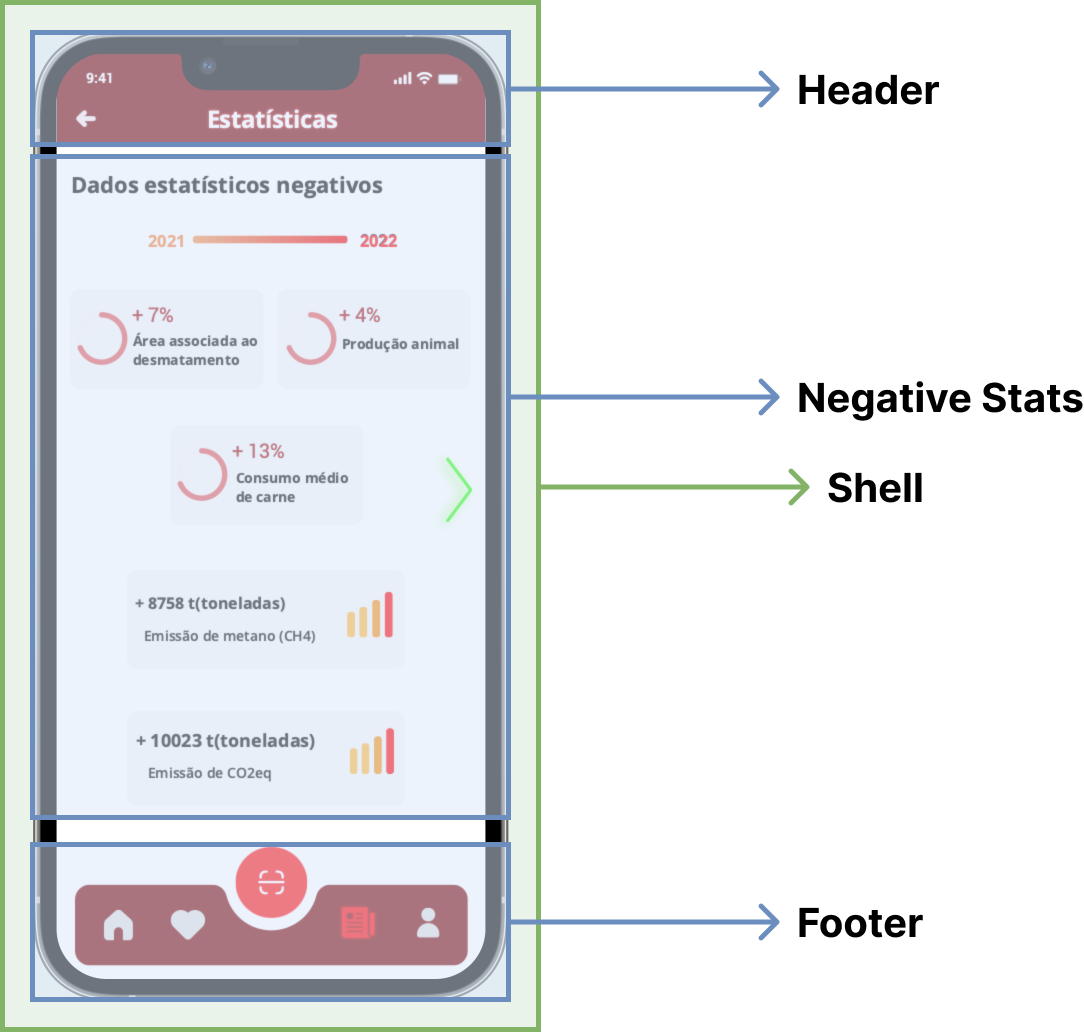 9:41
Estatísticas
Header
Dados estatísticos negativos
2021
2022
+ 7%
Área associada ao
desmatamento
+ 4%
Produção animal
Negative Stats
+ 13%
Consumo médio
de carne
Shell
+ 8758 t(toneladas)
Emissão de metano (CH4)
+ 10023 t(toneladas)
Emissão de CO2eq
Footer